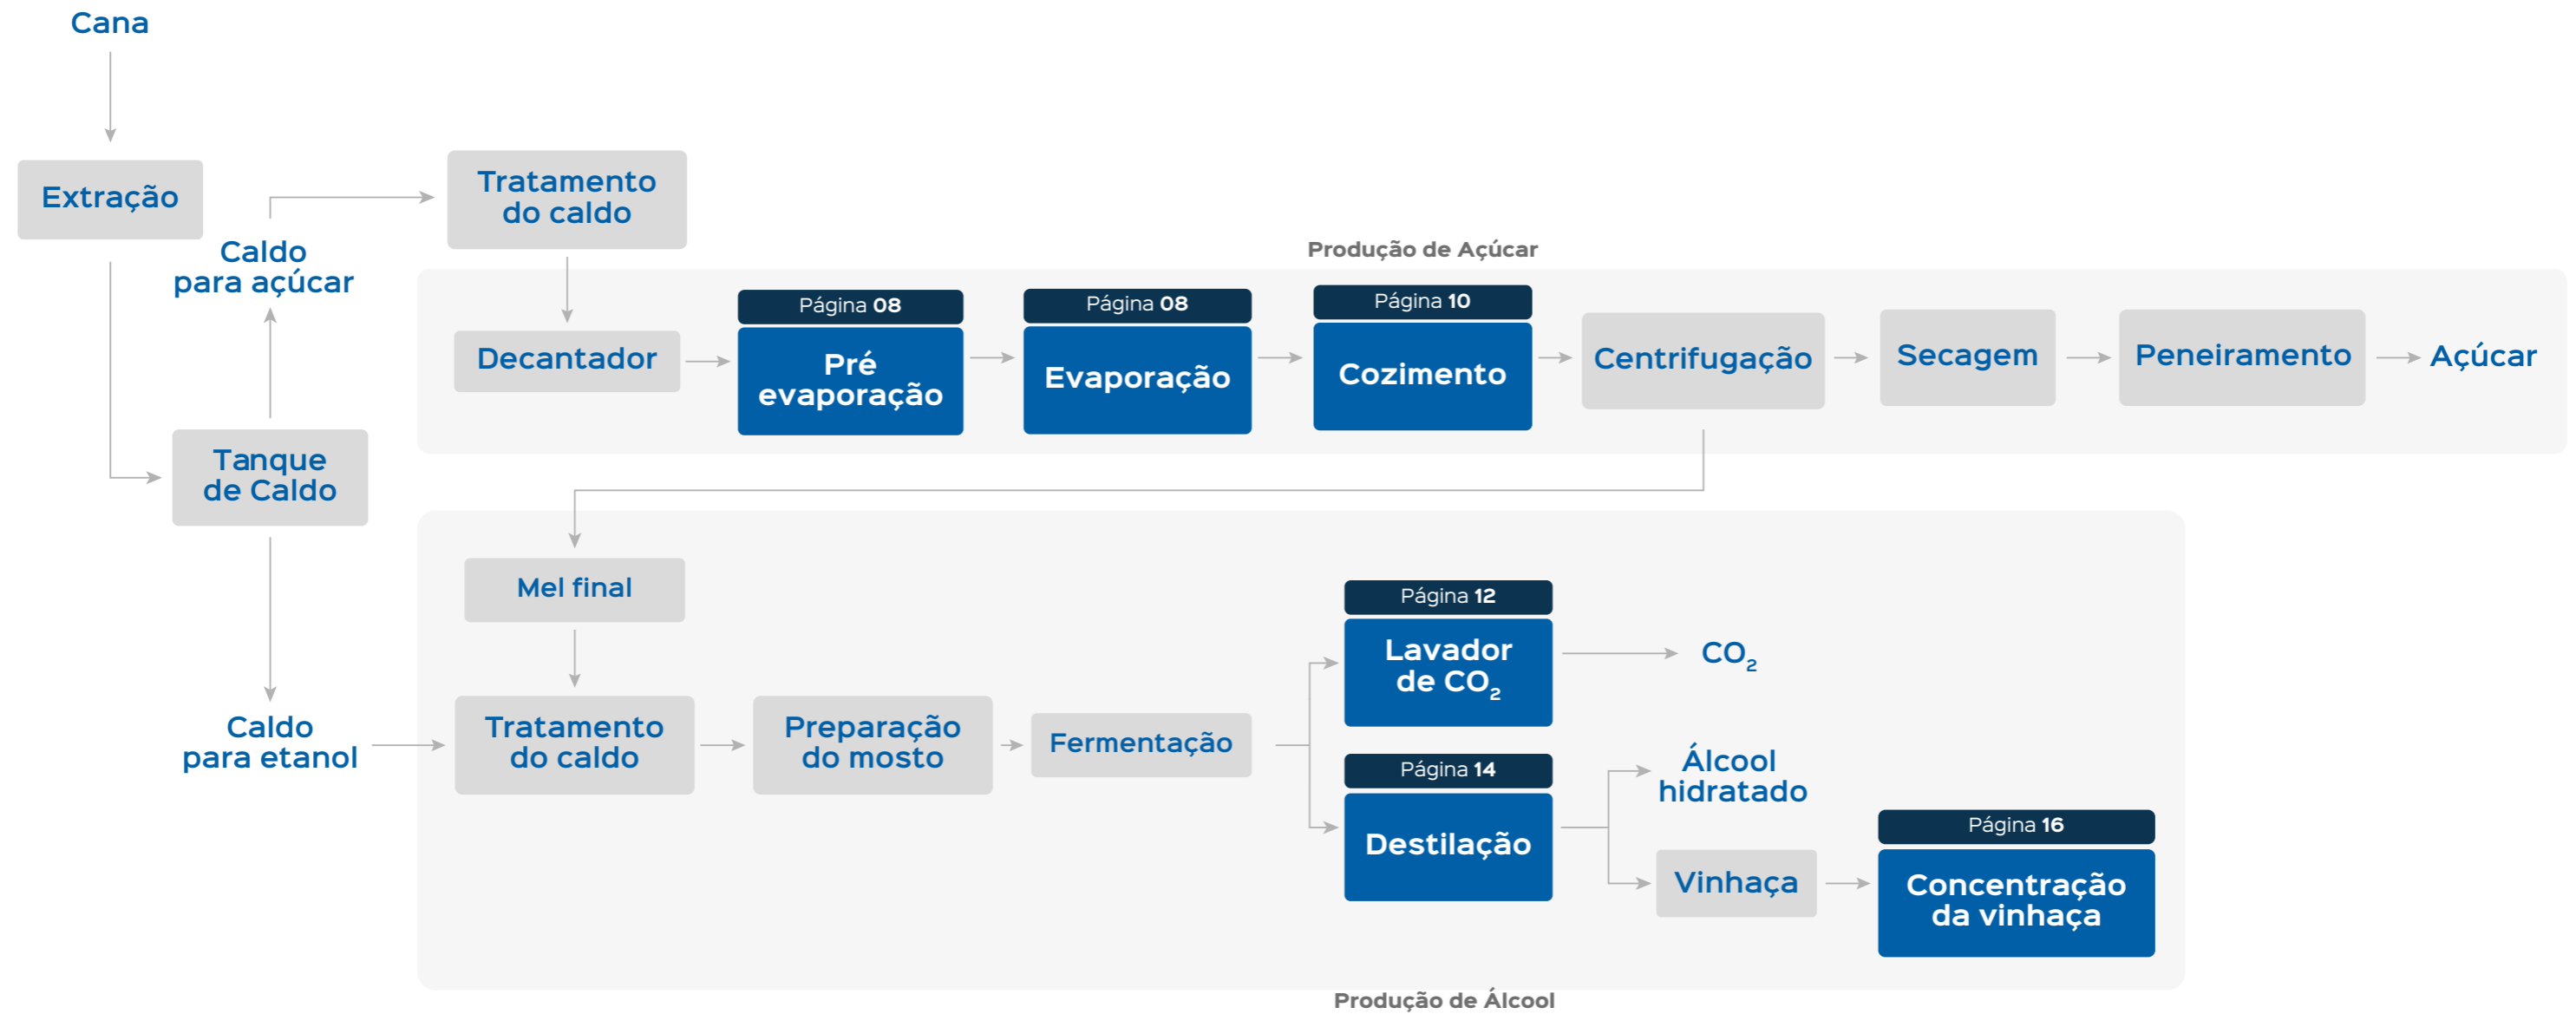 Cana
Extração
Caldo
para açúcar
Tanque
de Caldo
Caldo
para etanol
Tratamento
do caldo
Produção de Açúcar
Decantador
Página 08
Pré
evaporação
Página 08
Evaporação
Página 10
Cozimento
Centrifugação
Secagem
Peneiramento
Açúcar
Mel final
Tratamento
do caldo
Preparação
do mosto
Fermentação
Página 12
Lavador
de CO₂
CO₂
Página 14
Destilação
Álcool
hidratado
Vinhaça
Página 16
Concentração
da vinhaça
Produção de Álcool